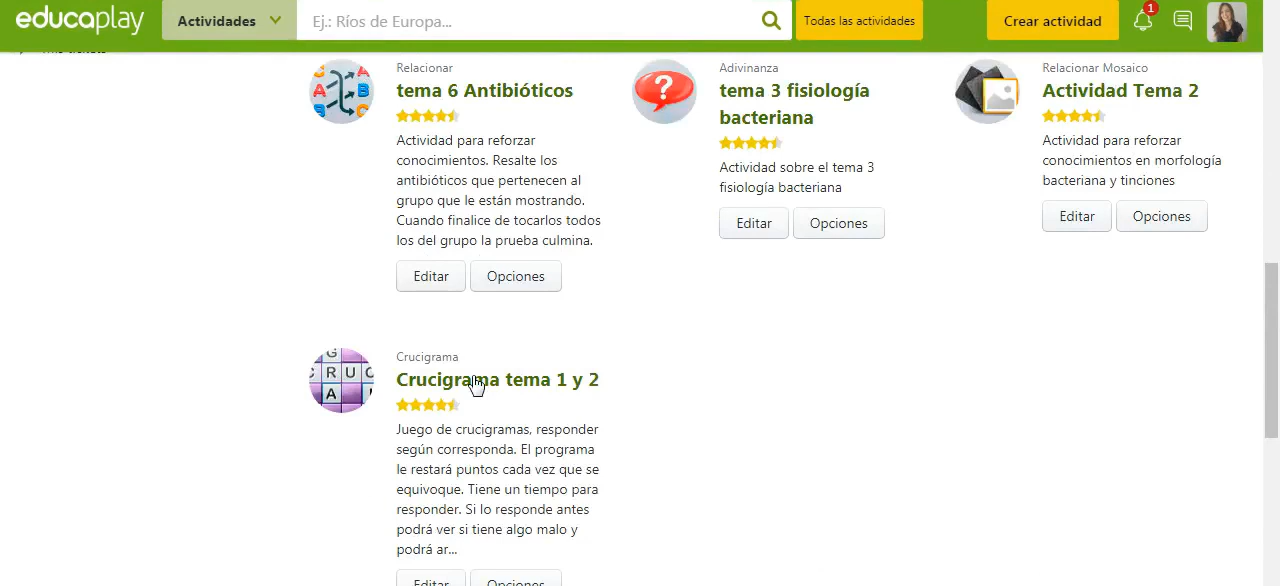 educaplay
Actividades
Ej.: Ríos de Europa...
Todas las actividades
Crear actividad
1
Relacionar
tema 6 Antibióticos
Actividad para reforzar
conocimientos. Resalte los
antibióticos que pertenecen al
grupo que le están mostrando.
Cuando finalice de tocarlos todos
los del grupo la prueba culmina.
Editar
Opciones
Adivinanza
tema 3 fisiología
bacteriana
Actividad sobre el tema 3
fisiología bacteriana
Editar
Opciones
Relacionar Mosaico
Actividad Tema 2
Actividad para reforzar
conocimientos en morfología
bacteriana y tinciones
Editar
Opciones
Crucigrama
Crucigrama tema 1 y 2
Juego de crucigramas, responder
según corresponda. El programa
le restará puntos cada vez que se
equivoque. Tiene un tiempo para
responder. Si lo responde antes
podrá ver si tiene algo malo y
podrá ar...
Editar
Opciones